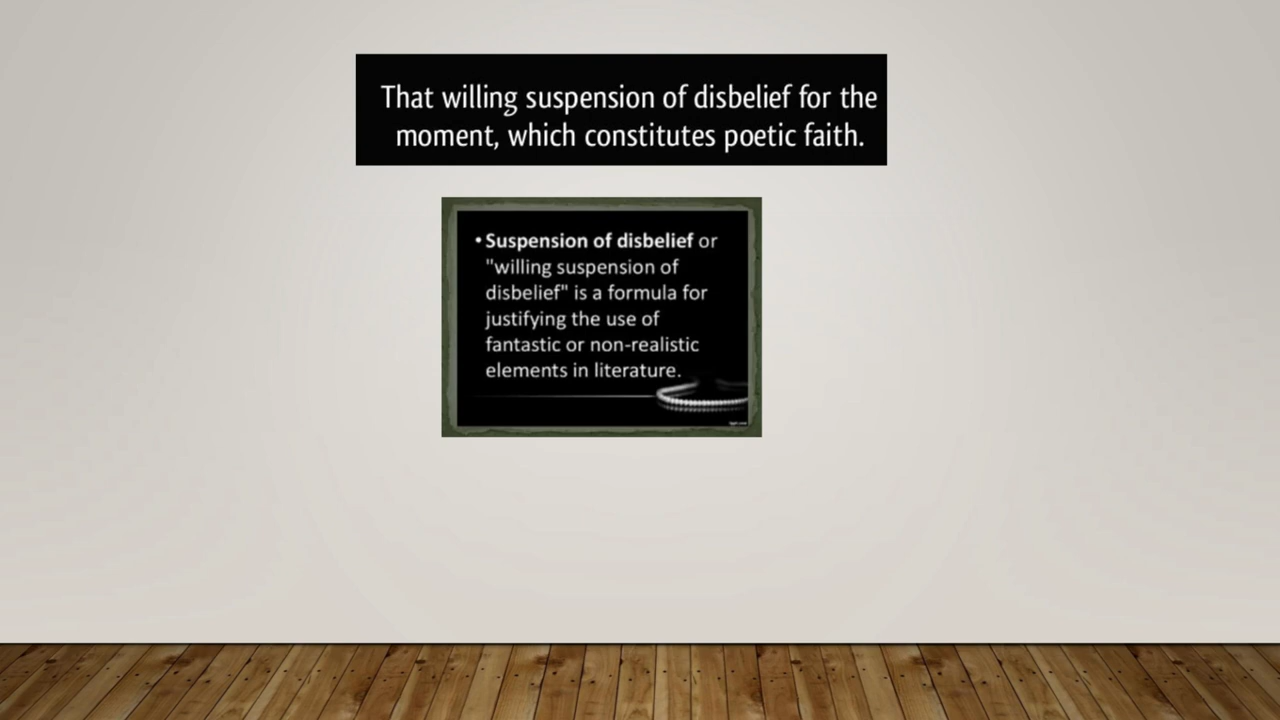 That willing suspension of disbelief for the
moment, which constitutes poetic faith.
• Suspension of disbelief or
"willing suspension of
disbelief" is a formula for
justifying the use of
fantastic or non-realistic
elements in literature.